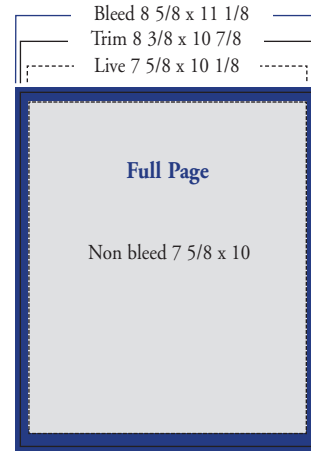 Bleed 8 5/8 x 11 1/8
Trim 8 3/8 x 10 7/8
Live 7 5/8 x 10 1/8
Full Page
Non bleed 7 5/8 x 10